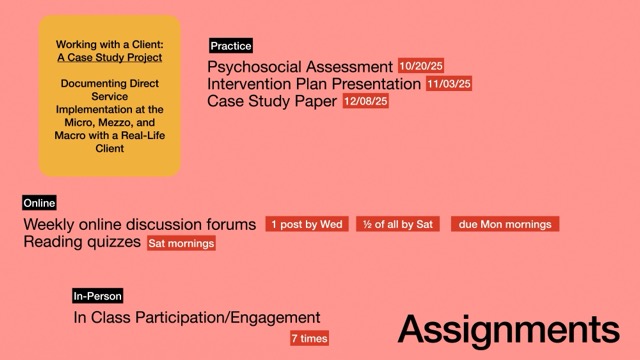 Working with a Client:
A Case Study Project
Documenting Direct
Service
Implementation at the
Micro, Mezzo, and
Macro with a Real-Life
Client
Practice
Psychosocial Assessment 10/20/25
Intervention Plan Presentation 11/03/25
Case Study Paper 12/08/25
Online
Weekly online discussion forums 1 post by Wed ½ of all by Sat due Mon mornings
Reading quizzes Sat mornings
In-Person
In Class Participation/Engagement
7 times
Assignments